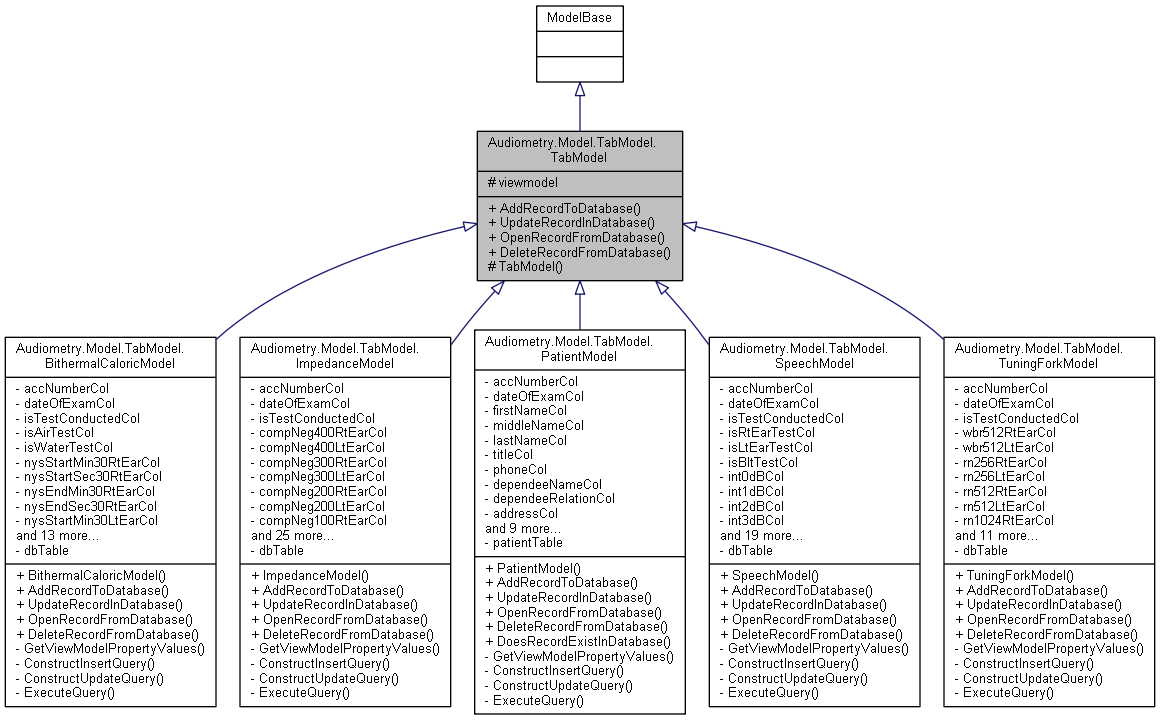 ModelBase
Audiometry.Model.TabModel.
TabModel
# viewmodel
+ AddRecordToDatabase()
+ UpdateRecordInDatabase()
+ OpenRecordFromDatabase()
+ DeleteRecordFromDatabase()
# TabModel()
Audiometry.Model.TabModel.
BithermalCaloricModel
- accNumberCol
- dateOfExamCol
- isTestConductedCol
- isAirTestCol
- isWaterTestCol
- nysStartMin30RtEarCol
- nysStartSec30RtEarCol
- nysEndMin30RtEarCol
- nysEndSec30RtEarCol
- nysStartMin30LtEarCol
and 13 more...
- dbTable
+ BithermalCaloricModel()
+ AddRecordToDatabase()
+ UpdateRecordInDatabase()
+ OpenRecordFromDatabase()
+ DeleteRecordFromDatabase()
- GetViewModelPropertyValues()
- ConstructInsertQuery()
- ConstructUpdateQuery()
- ExecuteQuery()
Audiometry.Model.TabModel.
ImpedanceModel
- accNumberCol
- dateOfExamCol
- isTestConductedCol
- compNeg400RtEarCol
- compNeg400LtEarCol
- compNeg300RtEarCol
- compNeg300LtEarCol
- compNeg200RtEarCol
- compNeg200LtEarCol
- compNeg100RtEarCol
and 25 more...
- dbTable
+ ImpedanceModel()
+ AddRecordToDatabase()
+ UpdateRecordInDatabase()
+ OpenRecordFromDatabase()
+ DeleteRecordFromDatabase()
- GetViewModelPropertyValues()
- ConstructInsertQuery()
- ConstructUpdateQuery()
- ExecuteQuery()
Audiometry.Model.TabModel.
PatientModel
- accNumberCol
- dateOfExamCol
- firstNameCol
- middleNameCol
- lastNameCol
- titleCol
- phoneCol
- dependeeNameCol
- dependeeRelationCol
- addressCol
and 9 more...
- patientTable
+ PatientModel()
+ AddRecordToDatabase()
+ UpdateRecordInDatabase()
+ OpenRecordFromDatabase()
+ DeleteRecordFromDatabase()
+ DoesRecordExistInDatabase()
- GetViewModelPropertyValues()
- ConstructInsertQuery()
- ConstructUpdateQuery()
- ExecuteQuery()
Audiometry.Model.TabModel.
SpeechModel
- accNumberCol
- dateOfExamCol
- isTestConductedCol
- isRtEarTestCol
- isLtEarTestCol
- isBltTestCol
- int0dBCol
- int1dBCol
- int2dBCol
- int3dBCol
and 19 more...
- dbTable
+ SpeechModel()
+ AddRecordToDatabase()
+ UpdateRecordInDatabase()
+ OpenRecordFromDatabase()
+ DeleteRecordFromDatabase()
- GetViewModelPropertyValues()
- ConstructInsertQuery()
- ConstructUpdateQuery()
- ExecuteQuery()
Audiometry.Model.TabModel.
TuningForkModel
- accNumberCol
- dateOfExamCol
- isTestConductedCol
- wbr512RtEarCol
- wbr512LtEarCol
- rn256RtEarCol
- rn256LtEarCol
- rn512RtEarCol
- rn512LtEarCol
- rn1024RtEarCol
and 11 more...
- dbTable
+ TuningForkModel()
+ AddRecordToDatabase()
+ UpdateRecordInDatabase()
+ OpenRecordFromDatabase()
+ DeleteRecordFromDatabase()
- GetViewModelPropertyValues()
- ConstructInsertQuery()
- ConstructUpdateQuery()
- ExecuteQuery()